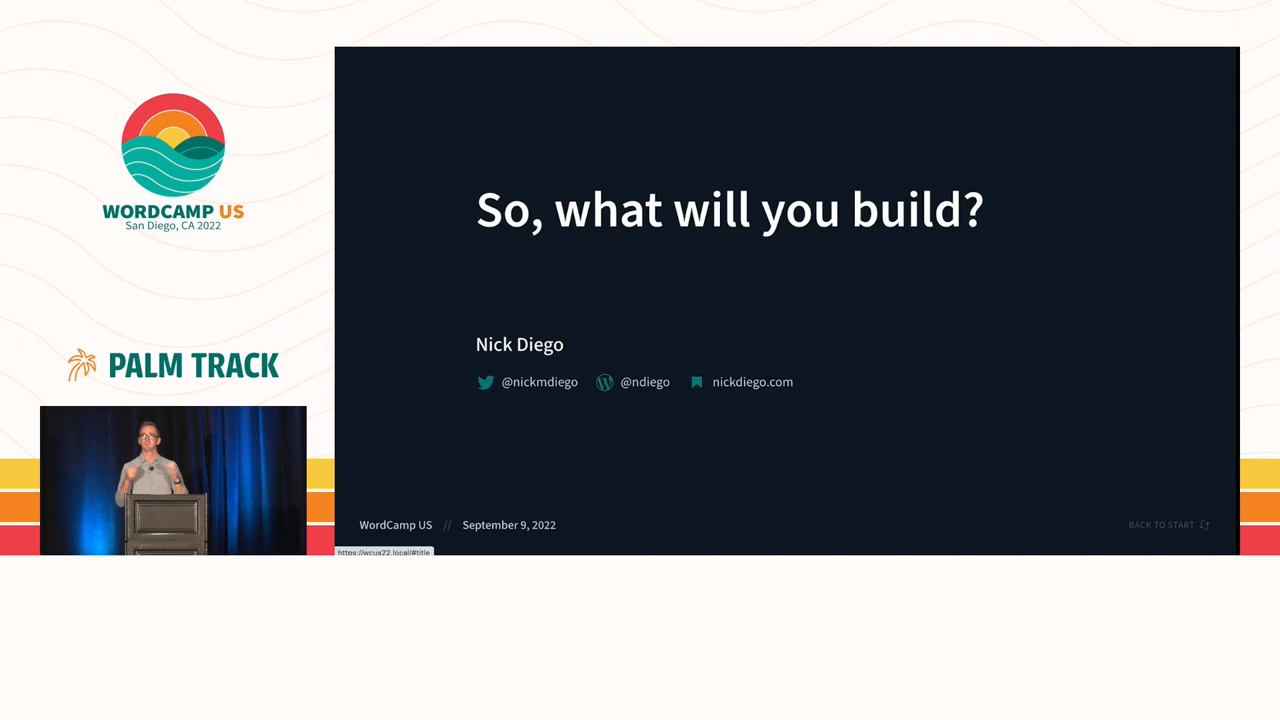 WORDCAMP US
San Diego, CA 2022
PALM TRACK
So, what will you build?
Nick Diego
@nickmdiego @ndiego nickdiego.com
WordCamp US // September 9, 2022
BACK TO START
https://wcus22.local/#title